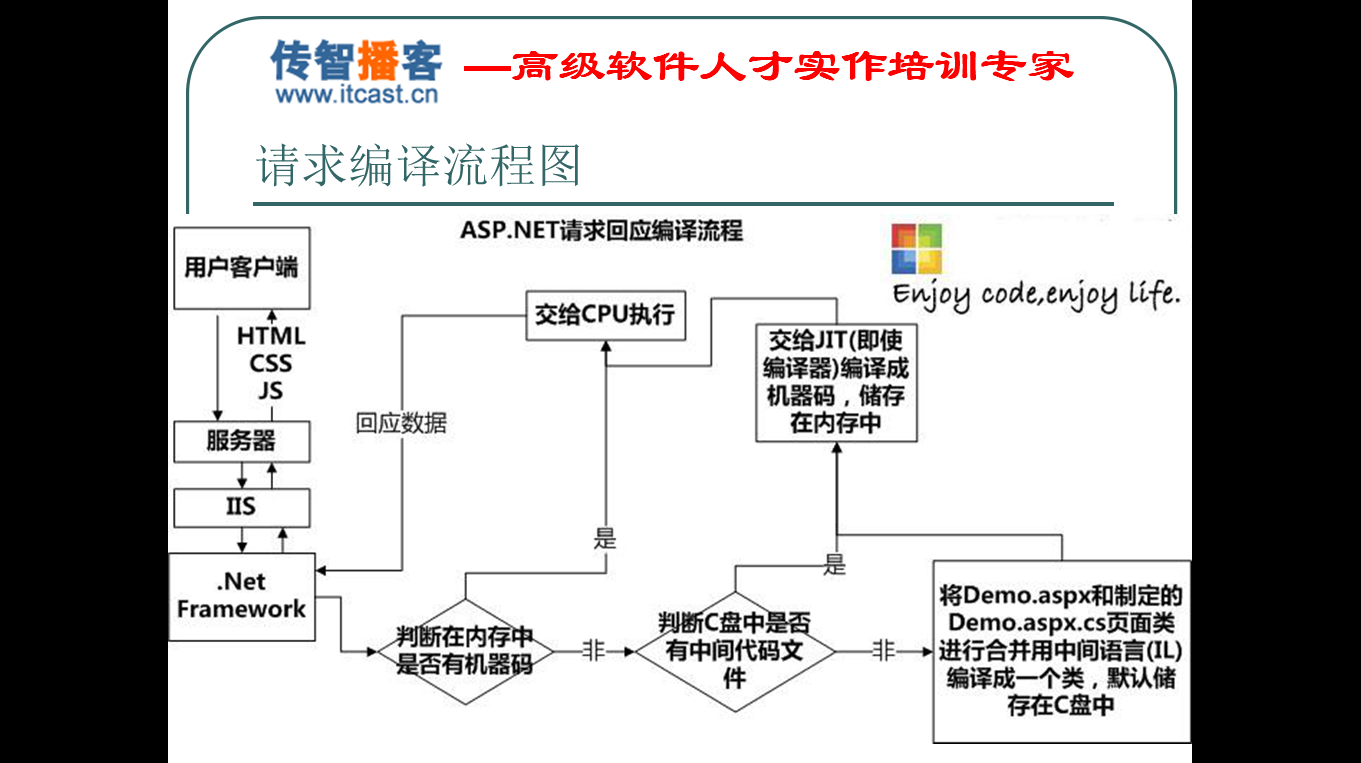 传智播客
www.itcast.cn
—高级软件人才实作培训专家
请求编译流程图
ASP.NET请求回应编译流程
Enjoy code,enjoy life.
用户客户端
HTML
CSS
JS
服务器
IIS
.Net
Framework
回应数据
交给CPU执行
交给JIT(即使
编译器)编译成
机器码，储存
在内存中
是
是
判断在内存中
是否有机器码
非
判断C盘中是否
有中间代码文
件
非
将Demo.aspx和制定的
Demo.aspx.cs页面类
进行合并用中间语言(IL)
编译成一个类，默认储
存在C盘中